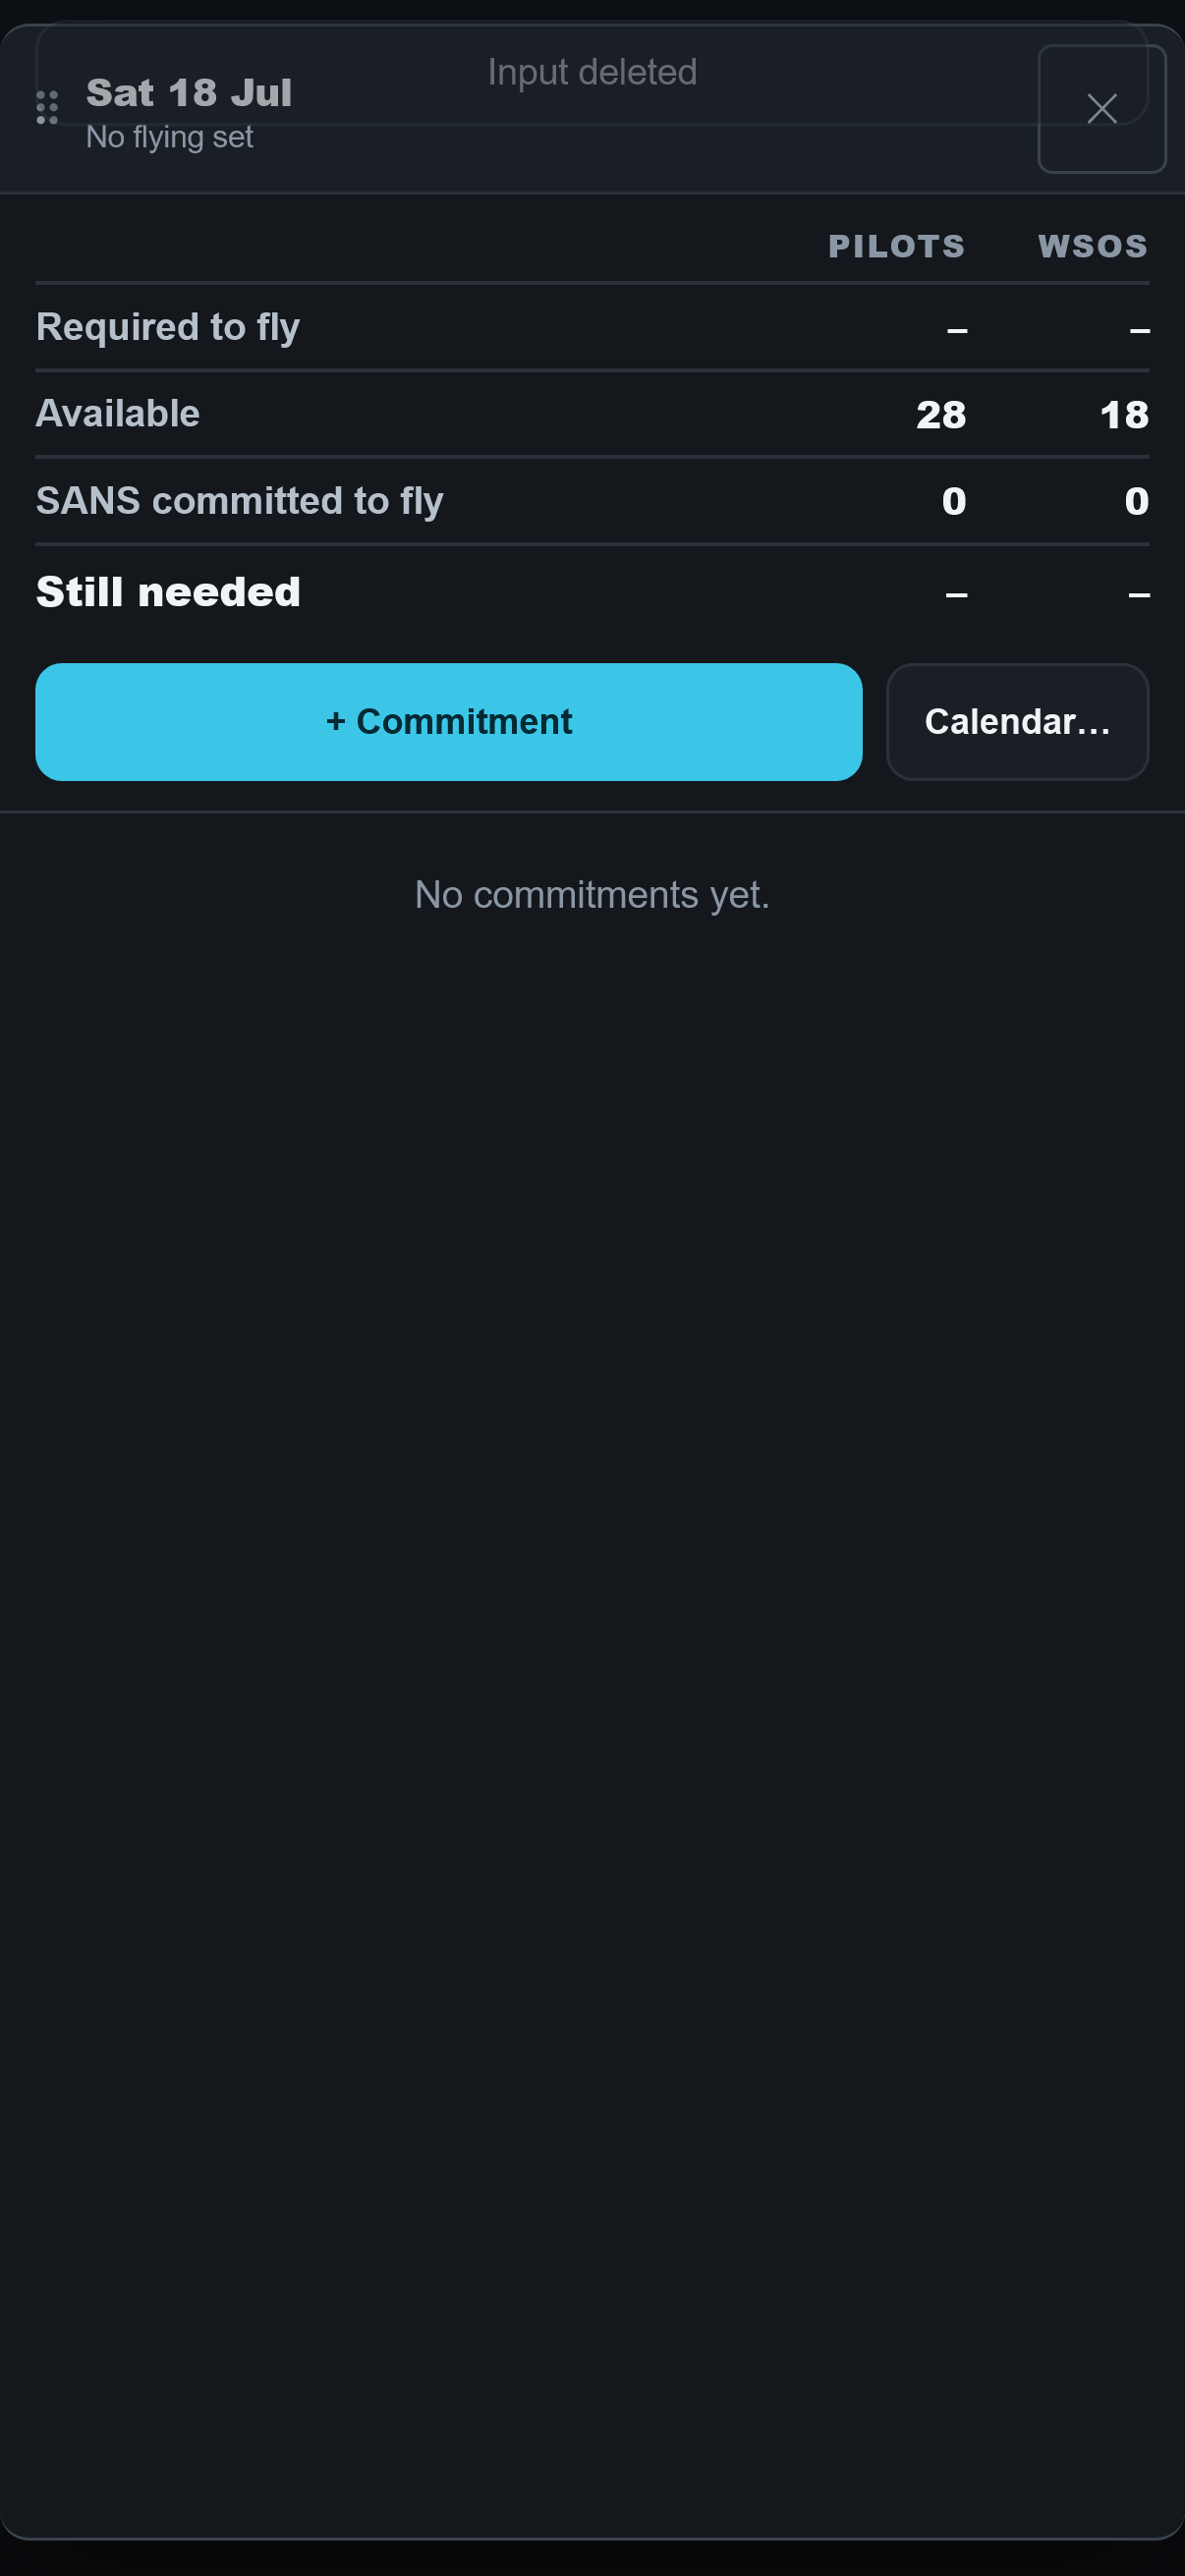 Input deleted
Sat 18 Jul
No flying set
PILOTS WSOS
Required to fly – –
Available 28 18
SANS committed to fly 0 0
Still needed – –
+ Commitment Calendar...
No commitments yet.